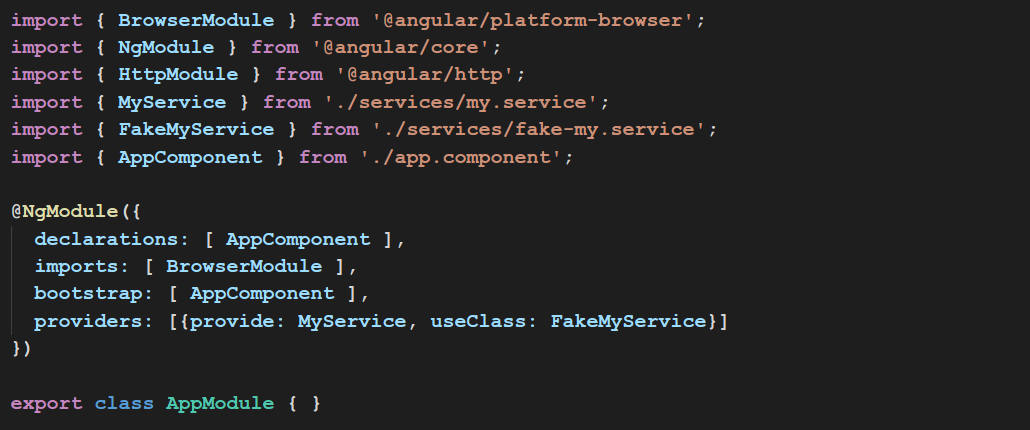 import { BrowserModule } from '@angular/platform-browser';
import { NgModule } from '@angular/core';
import { HttpModule } from '@angular/http';
import { MyService } from './services/my.service';
import { FakeMyService } from './services/fake-my.service';
import { AppComponent } from './app.component';
@NgModule({
declarations: [ AppComponent ],
imports: [ BrowserModule ],
bootstrap: [ AppComponent ],
providers: [{provide: MyService, useClass: FakeMyService}]
})
export class AppModule { }